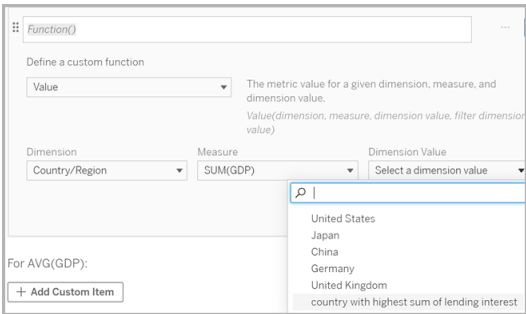 Function()
Define a custom function
Value
The metric value for a given dimension, measure, and
dimension value.
Value(dimension, measure, dimension value, filter dimension
value)
Dimension
Measure
Dimension Value
Country/Region
SUM(GDP)
Select a dimension value
United States
Japan
China
Germany
United Kingdom
country with highest sum of lending interest
For AVG(GDP):
+ Add Custom Item